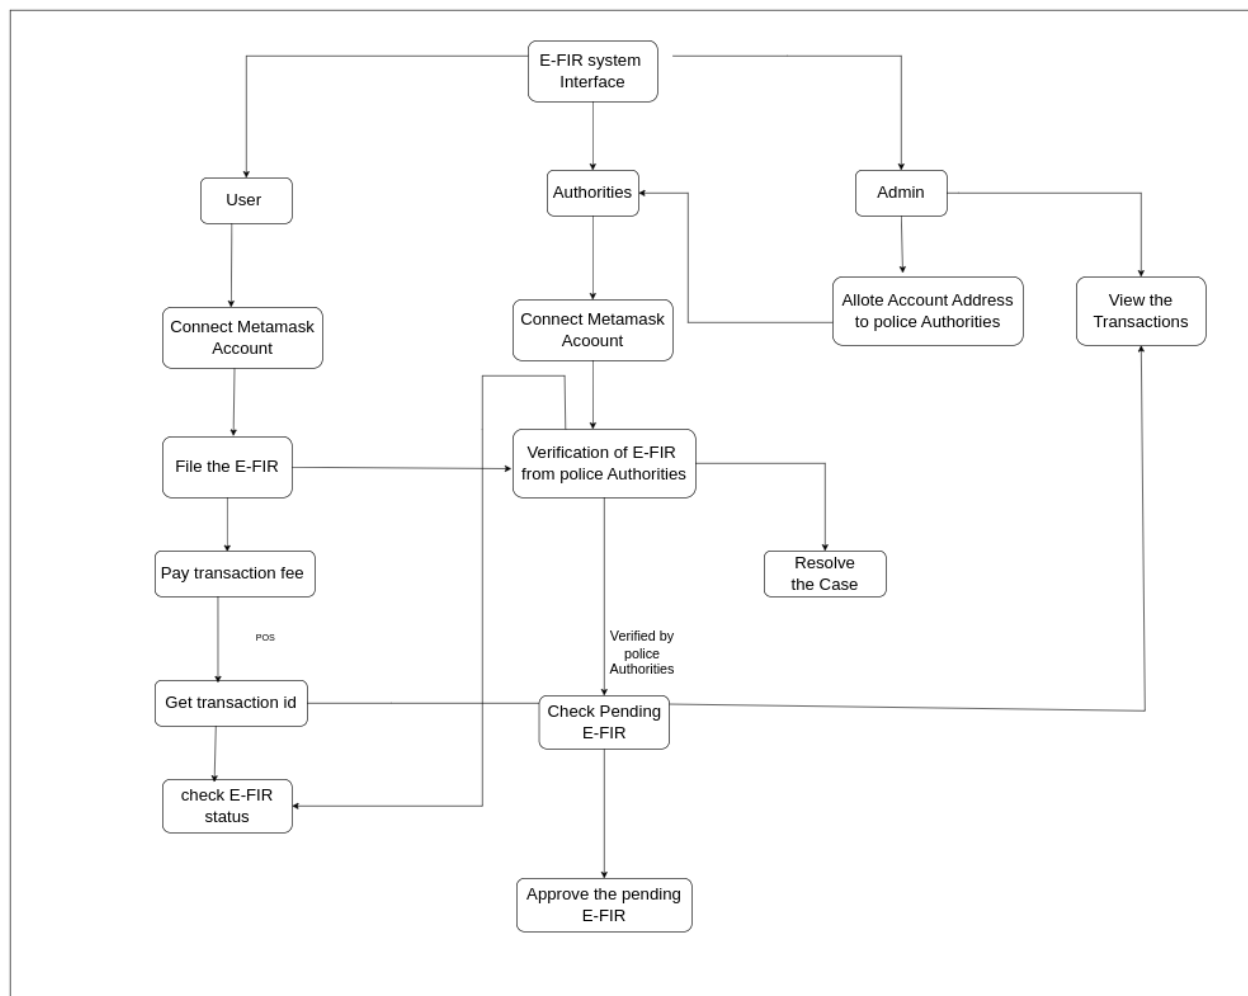 E-FIR system
Interface
User
Authorities
Admin
Connect Metamask
Account
Connect Metamask
Acoount
Allote Account Address
to police Authorities
View the
Transactions
File the E-FIR
Verification of E-FIR
from police Authorities
Pay transaction fee
Resolve
the Case
POS
Verified by
police
Authorities
Get transaction id
Check Pending
E-FIR
check E-FIR
status
Approve the pending
E-FIR